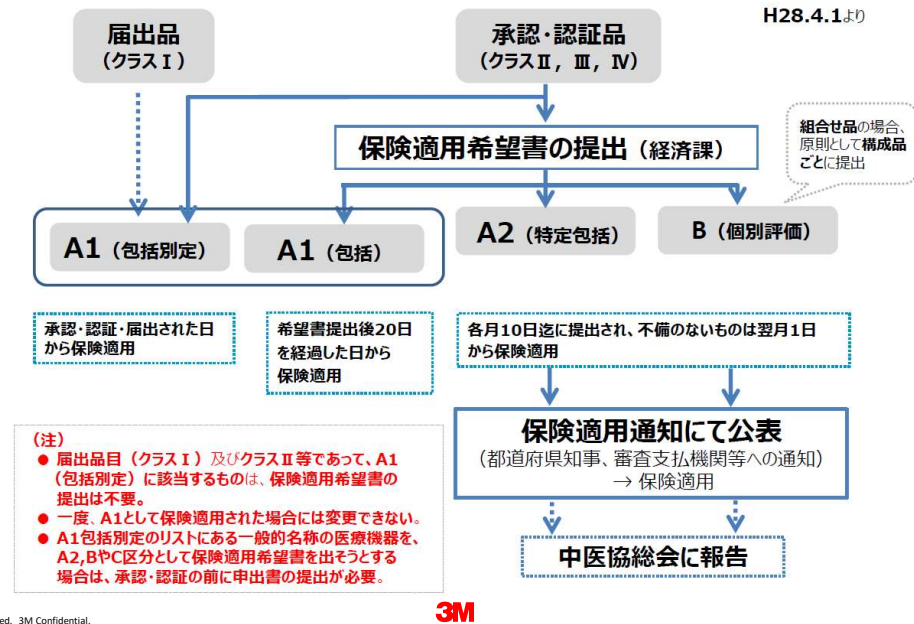 H28.4.1より
届出品
（クラスⅠ）
承認・認証品
（クラスⅡ，Ⅲ，Ⅳ）
保険適用希望書の提出（経済課）
組合せ品の場合、
原則として構成品
ごとに提出
A1（包括別定）
A1（包括）
A2（特定包括）
B（個別評価）
承認・認証・届出された日
から保険適用
希望書提出後20日
を経過した日から
保険適用
各月10日迄に提出され、不備のないものは翌月1日
から保険適用
保険適用通知にて公表
（都道府県知事、審査支払機関等への通知）
→ 保険適用
中医協総会に報告
（注）
● 届出品目（クラスⅠ）及びクラスⅡ等であって、A1
（包括別定）に該当するものは、保険適用希望書の
提出は不要。
● 一度、A1として保険適用された場合には変更できない。
● A1包括別定のリストにある一般的名称の医療機器を、
A2,BやC区分として保険適用希望書を出そうとする
場合は、承認・認証の前に申出書の提出が必要。
ed. 3M Confidential.
3M